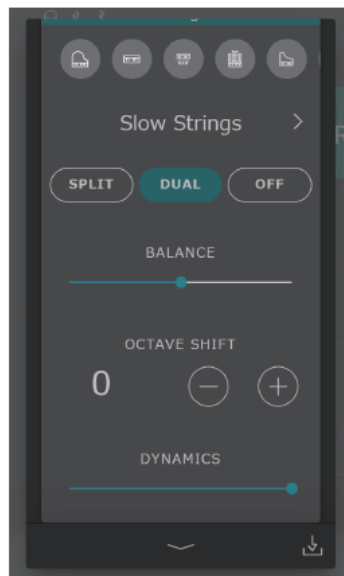 Slow Strings
SPLIT DUAL OFF
BALANCE
OCTAVE SHIFT
0
DYNAMICS